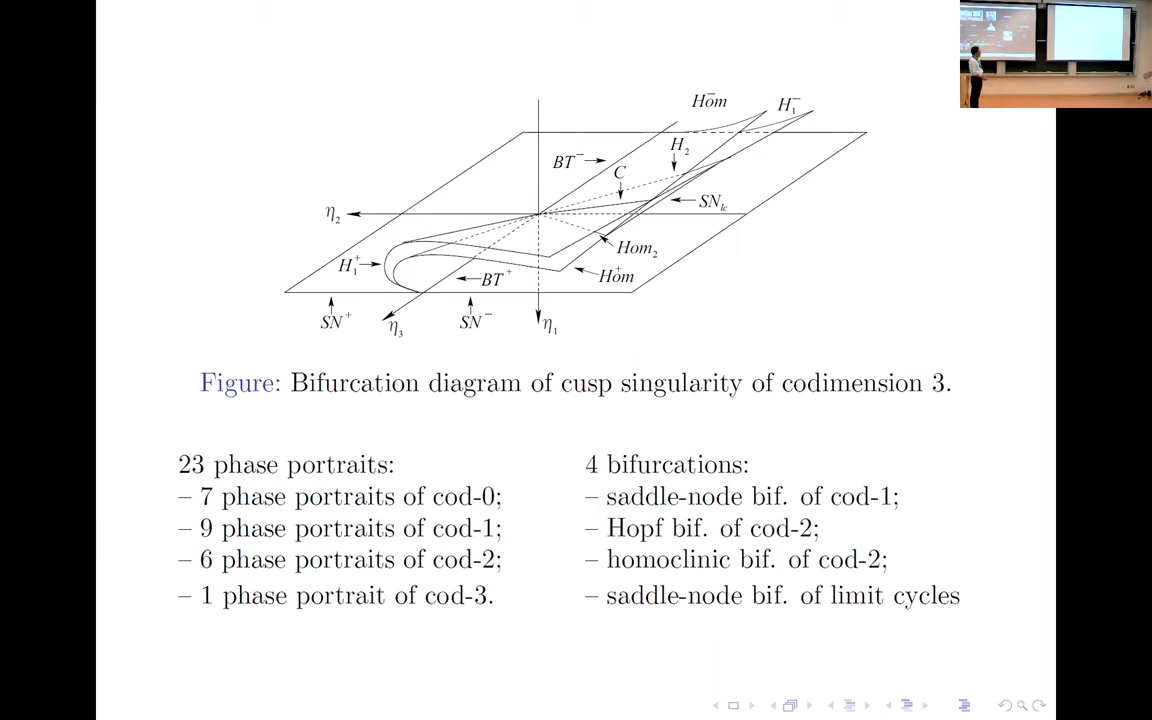 Hom̄
H₁⁻
BT⁻
H₂
C
SN_lc
η₂
Hom₂
H₁⁺
BT⁺
Hom⁺
SN⁺
η₃
SN⁻
η₁
Figure: Bifurcation diagram of cusp singularity of codimension 3.
23 phase portraits:
– 7 phase portraits of cod-0;
– 9 phase portraits of cod-1;
– 6 phase portraits of cod-2;
– 1 phase portrait of cod-3.
4 bifurcations:
– saddle-node bif. of cod-1;
– Hopf bif. of cod-2;
– homoclinic bif. of cod-2;
– saddle-node bif. of limit cycles